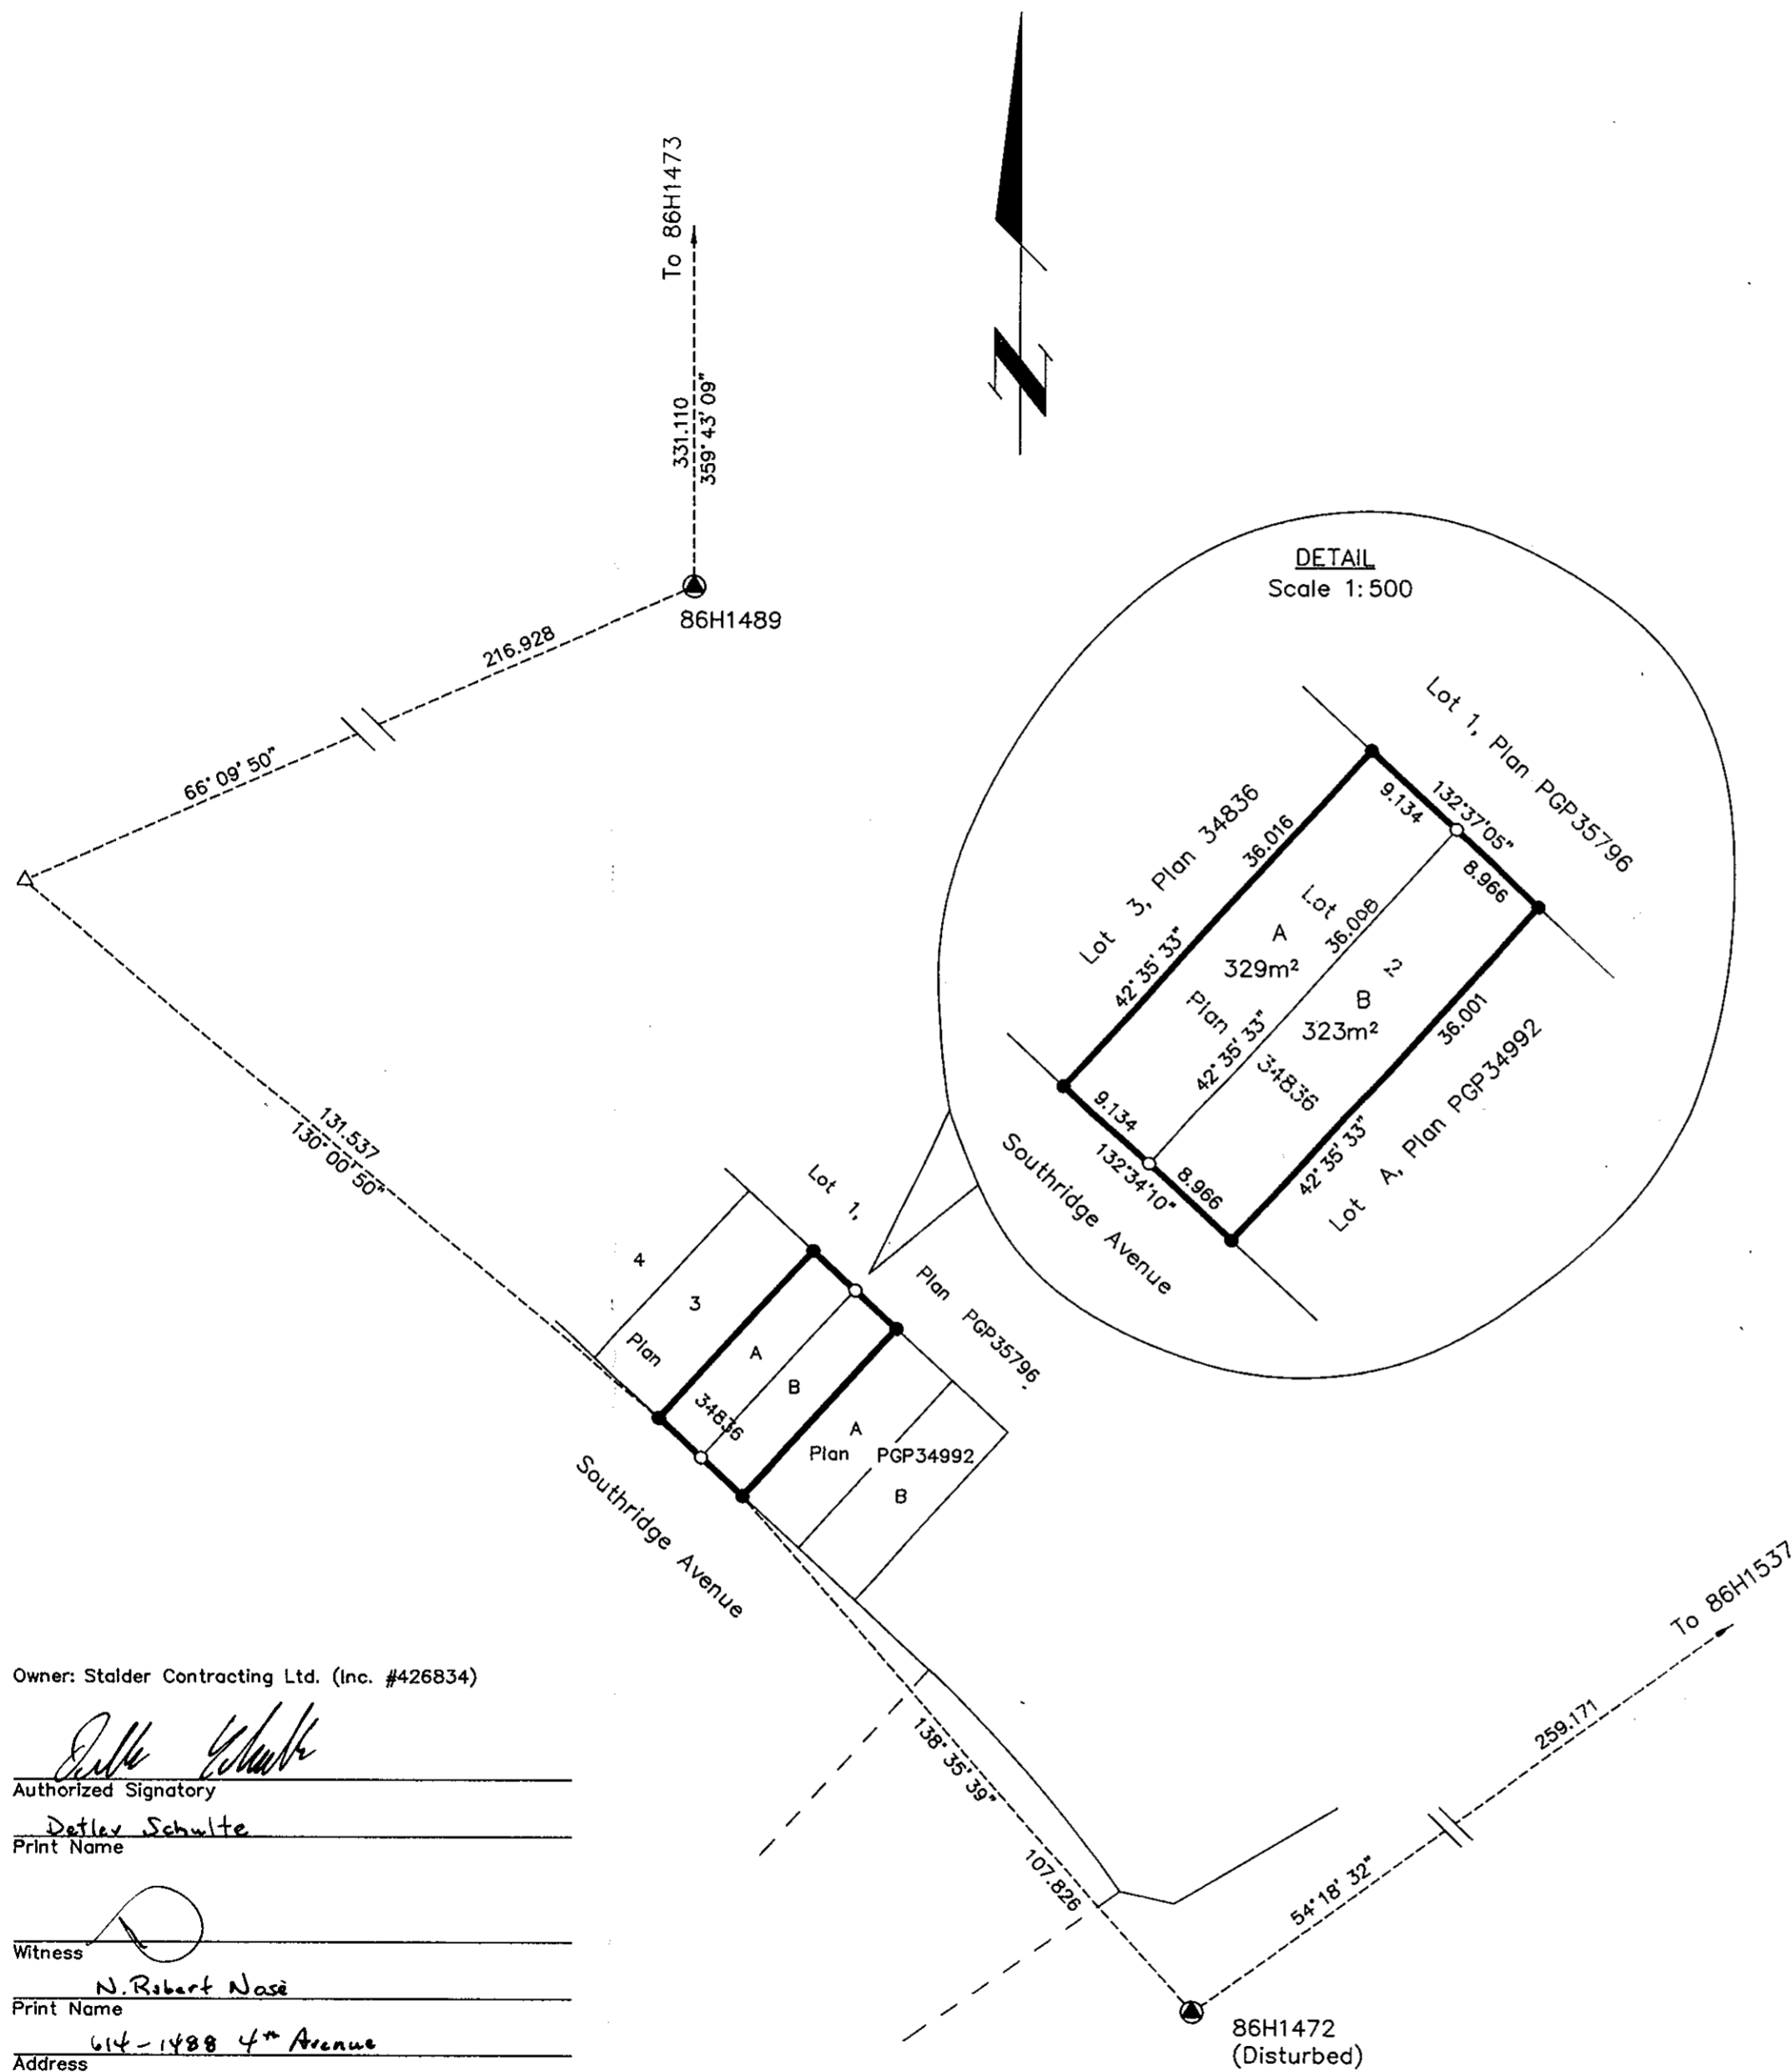 To 86H1473
331.110
359°43'09"
N
86H1489
216.928
66°09'50"
DETAIL
Scale 1:500
Lot 1, Plan PGP35796
132°37'05"
9.134
8.966
Lot 3, Plan 34836
36.016
42°35'33"
Lot 2
Plan 34836
A
329m²
36.008
42°35'33"
B
323m²
36.001
42°35'33"
Lot A, Plan PGP34992
9.134
8.966
132°34'10"
Southridge Avenue
131.537
130°00'50"
Lot 1,
Plan PGP35796
4
3
Plan 34836
A
B
A
Plan PGP34992
B
Southridge Avenue
138°35'39"
107.826
To 86H1537
259.171
54°18'32"
86H1472
(Disturbed)
Owner: Stalder Contracting Ltd. (Inc. #426834)
Authorized Signatory
Detlev Schulte
Print Name
Witness
N. Robert Nosé
Print Name
614-1488 4th Avenue
Address